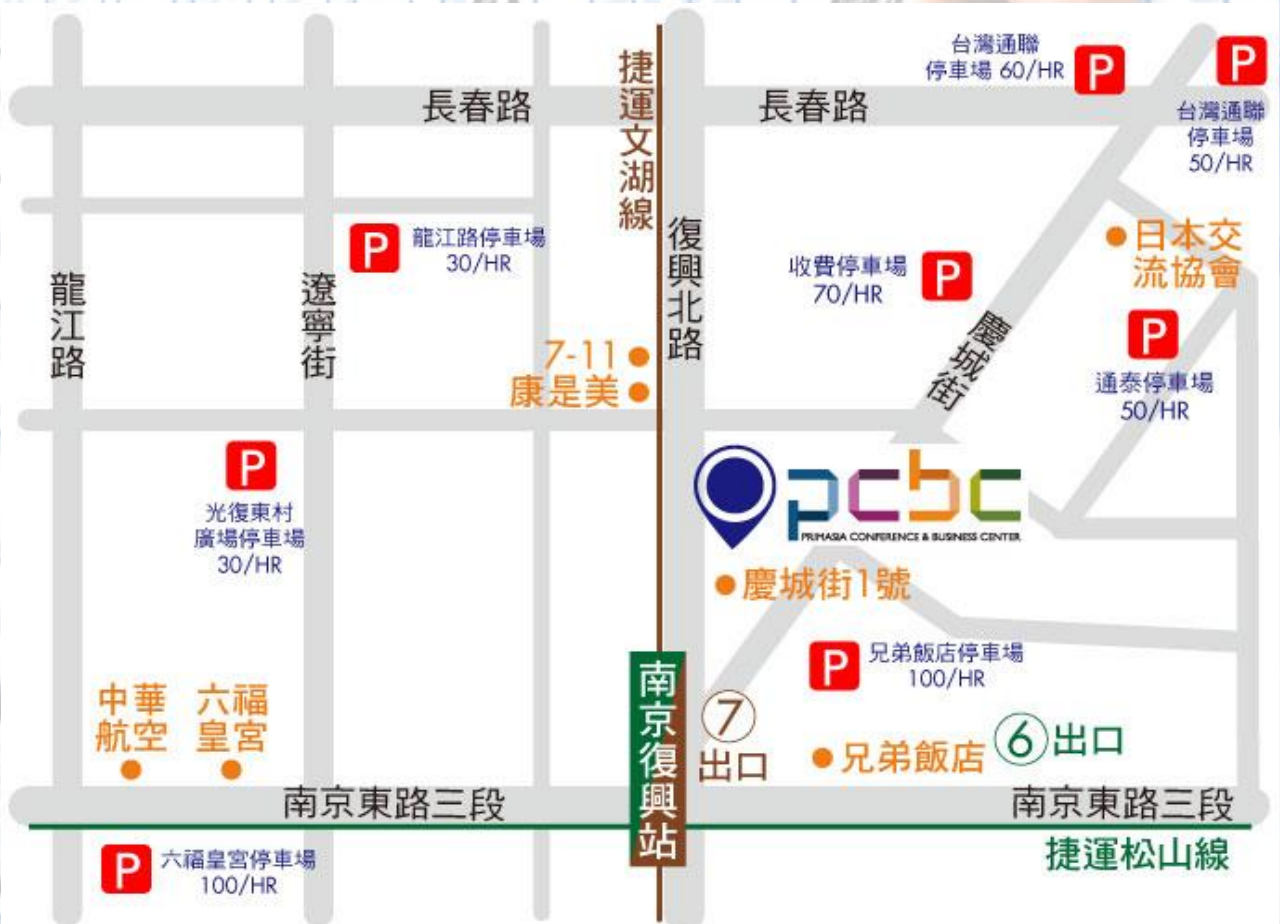 台灣通聯
停車場 60/HR
P
P
台灣通聯
停車場
50/HR
長春路
長春路
捷運文湖線
P
龍江路停車場
30/HR
復興北路
收費停車場
70/HR
P
日本交
流協會
龍江路
遼寧街
慶城街
P
通泰停車場
50/HR
7-11
康是美
P
光復東村
廣場停車場
30/HR
pcbc
PRIMASIA CONFERENCE & BUSINESS CENTER
慶城街1號
P
兄弟飯店停車場
100/HR
中華
航空
六福
皇宮
南京復興站
7
出口
兄弟飯店
6出口
南京東路三段
南京東路三段
捷運松山線
P
六福皇宮停車場
100/HR